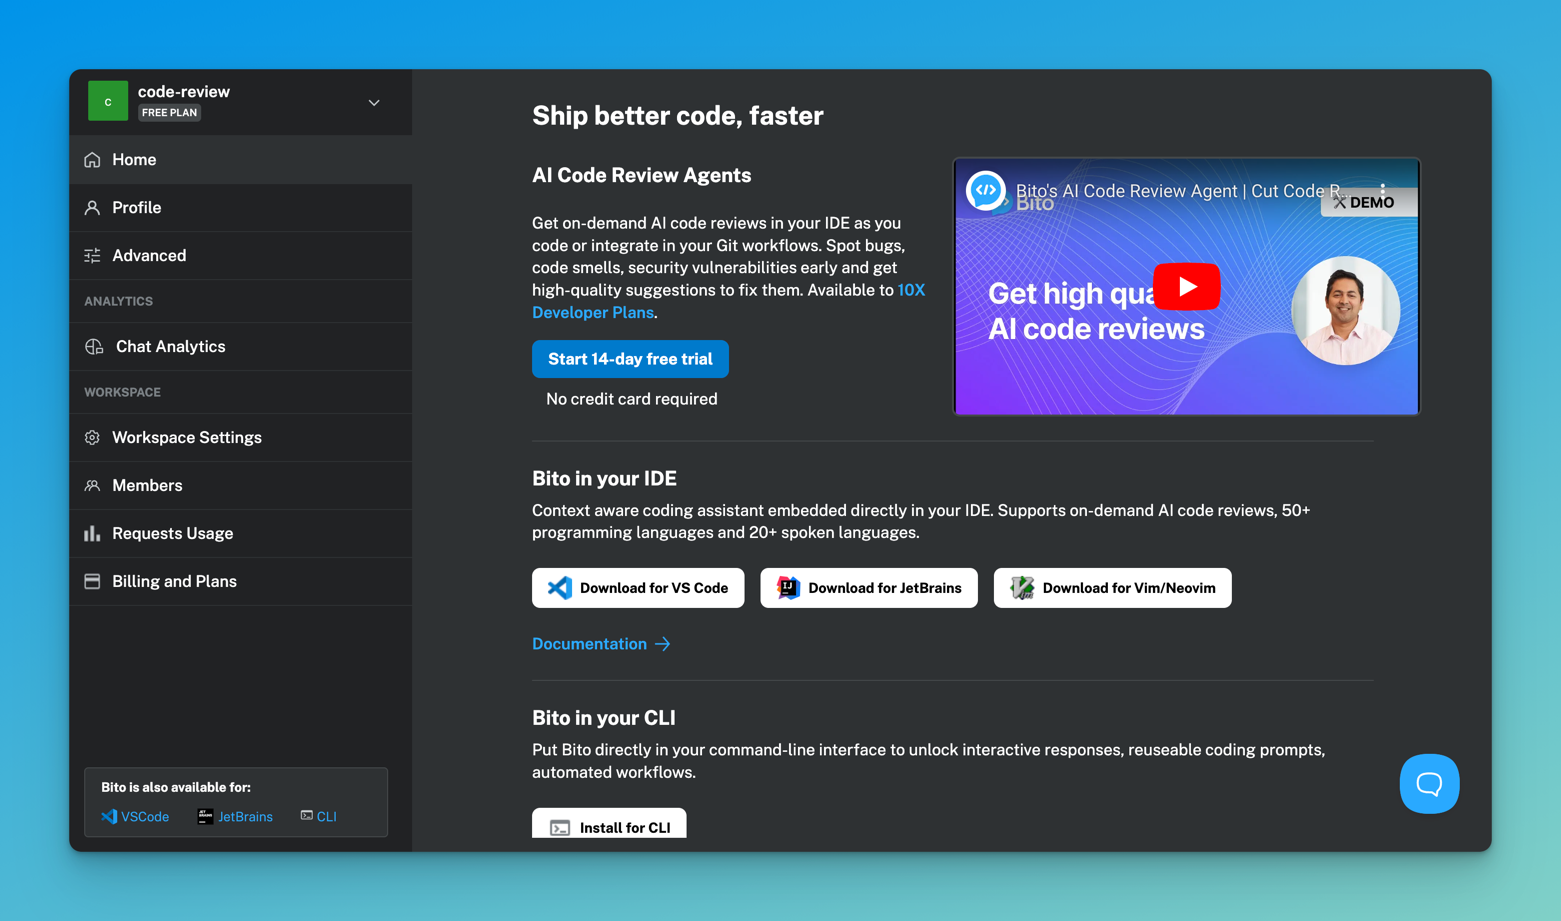 C
code-review
FREE PLAN
Home
Profile
Advanced
ANALYTICS
Chat Analytics
WORKSPACE
Workspace Settings
Members
Requests Usage
Billing and Plans
Bito is also available for:
VSCode
JetBrains
CLI
Ship better code, faster
AI Code Review Agents
Get on-demand AI code reviews in your IDE as you
code or integrate in your Git workflows. Spot bugs,
code smells, security vulnerabilities early and get
high-quality suggestions to fix them. Available to 10X
Developer Plans.
Start 14-day free trial
No credit card required
Bito's AI Code Review Agent | Cut Code R...
Bito
DEMO
Get high qua
AI code reviews
Bito in your IDE
Context aware coding assistant embedded directly in your IDE. Supports on-demand AI code reviews, 50+
programming languages and 20+ spoken languages.
Download for VS Code
IJ
Download for JetBrains
Download for Vim/Neovim
Documentation →
Bito in your CLI
Put Bito directly in your command-line interface to unlock interactive responses, reuseable coding prompts,
automated workflows.
Install for CLI